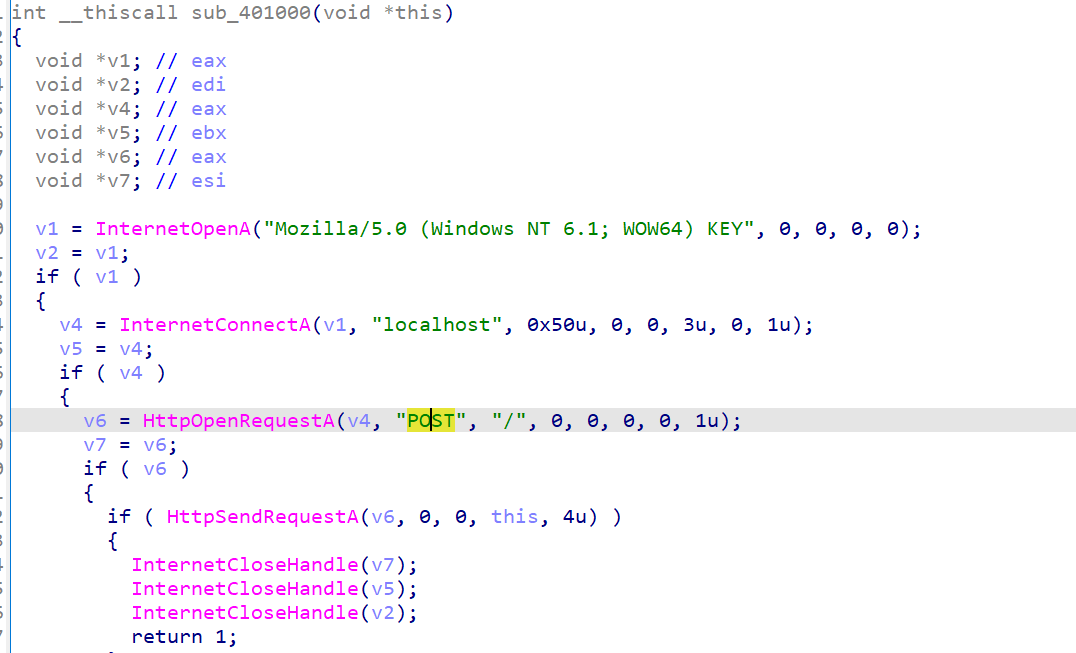 int __thiscall sub_401000(void *this)
{
  void *v1; // eax
  void *v2; // edi
  void *v4; // eax
  void *v5; // ebx
  void *v6; // eax
  void *v7; // esi

  v1 = InternetOpenA("Mozilla/5.0 (Windows NT 6.1; WOW64) KEY", 0, 0, 0, 0);
  v2 = v1;
  if ( v1 )
  {
    v4 = InternetConnectA(v1, "localhost", 0x50u, 0, 0, 3u, 0, 1u);
    v5 = v4;
    if ( v4 )
    {
      v6 = HttpOpenRequestA(v4, "POST", "/", 0, 0, 0, 0, 1u);
      v7 = v6;
      if ( v6 )
      {
        if ( HttpSendRequestA(v6, 0, 0, this, 4u) )
        {
          InternetCloseHandle(v7);
          InternetCloseHandle(v5);
          InternetCloseHandle(v2);
          return 1;